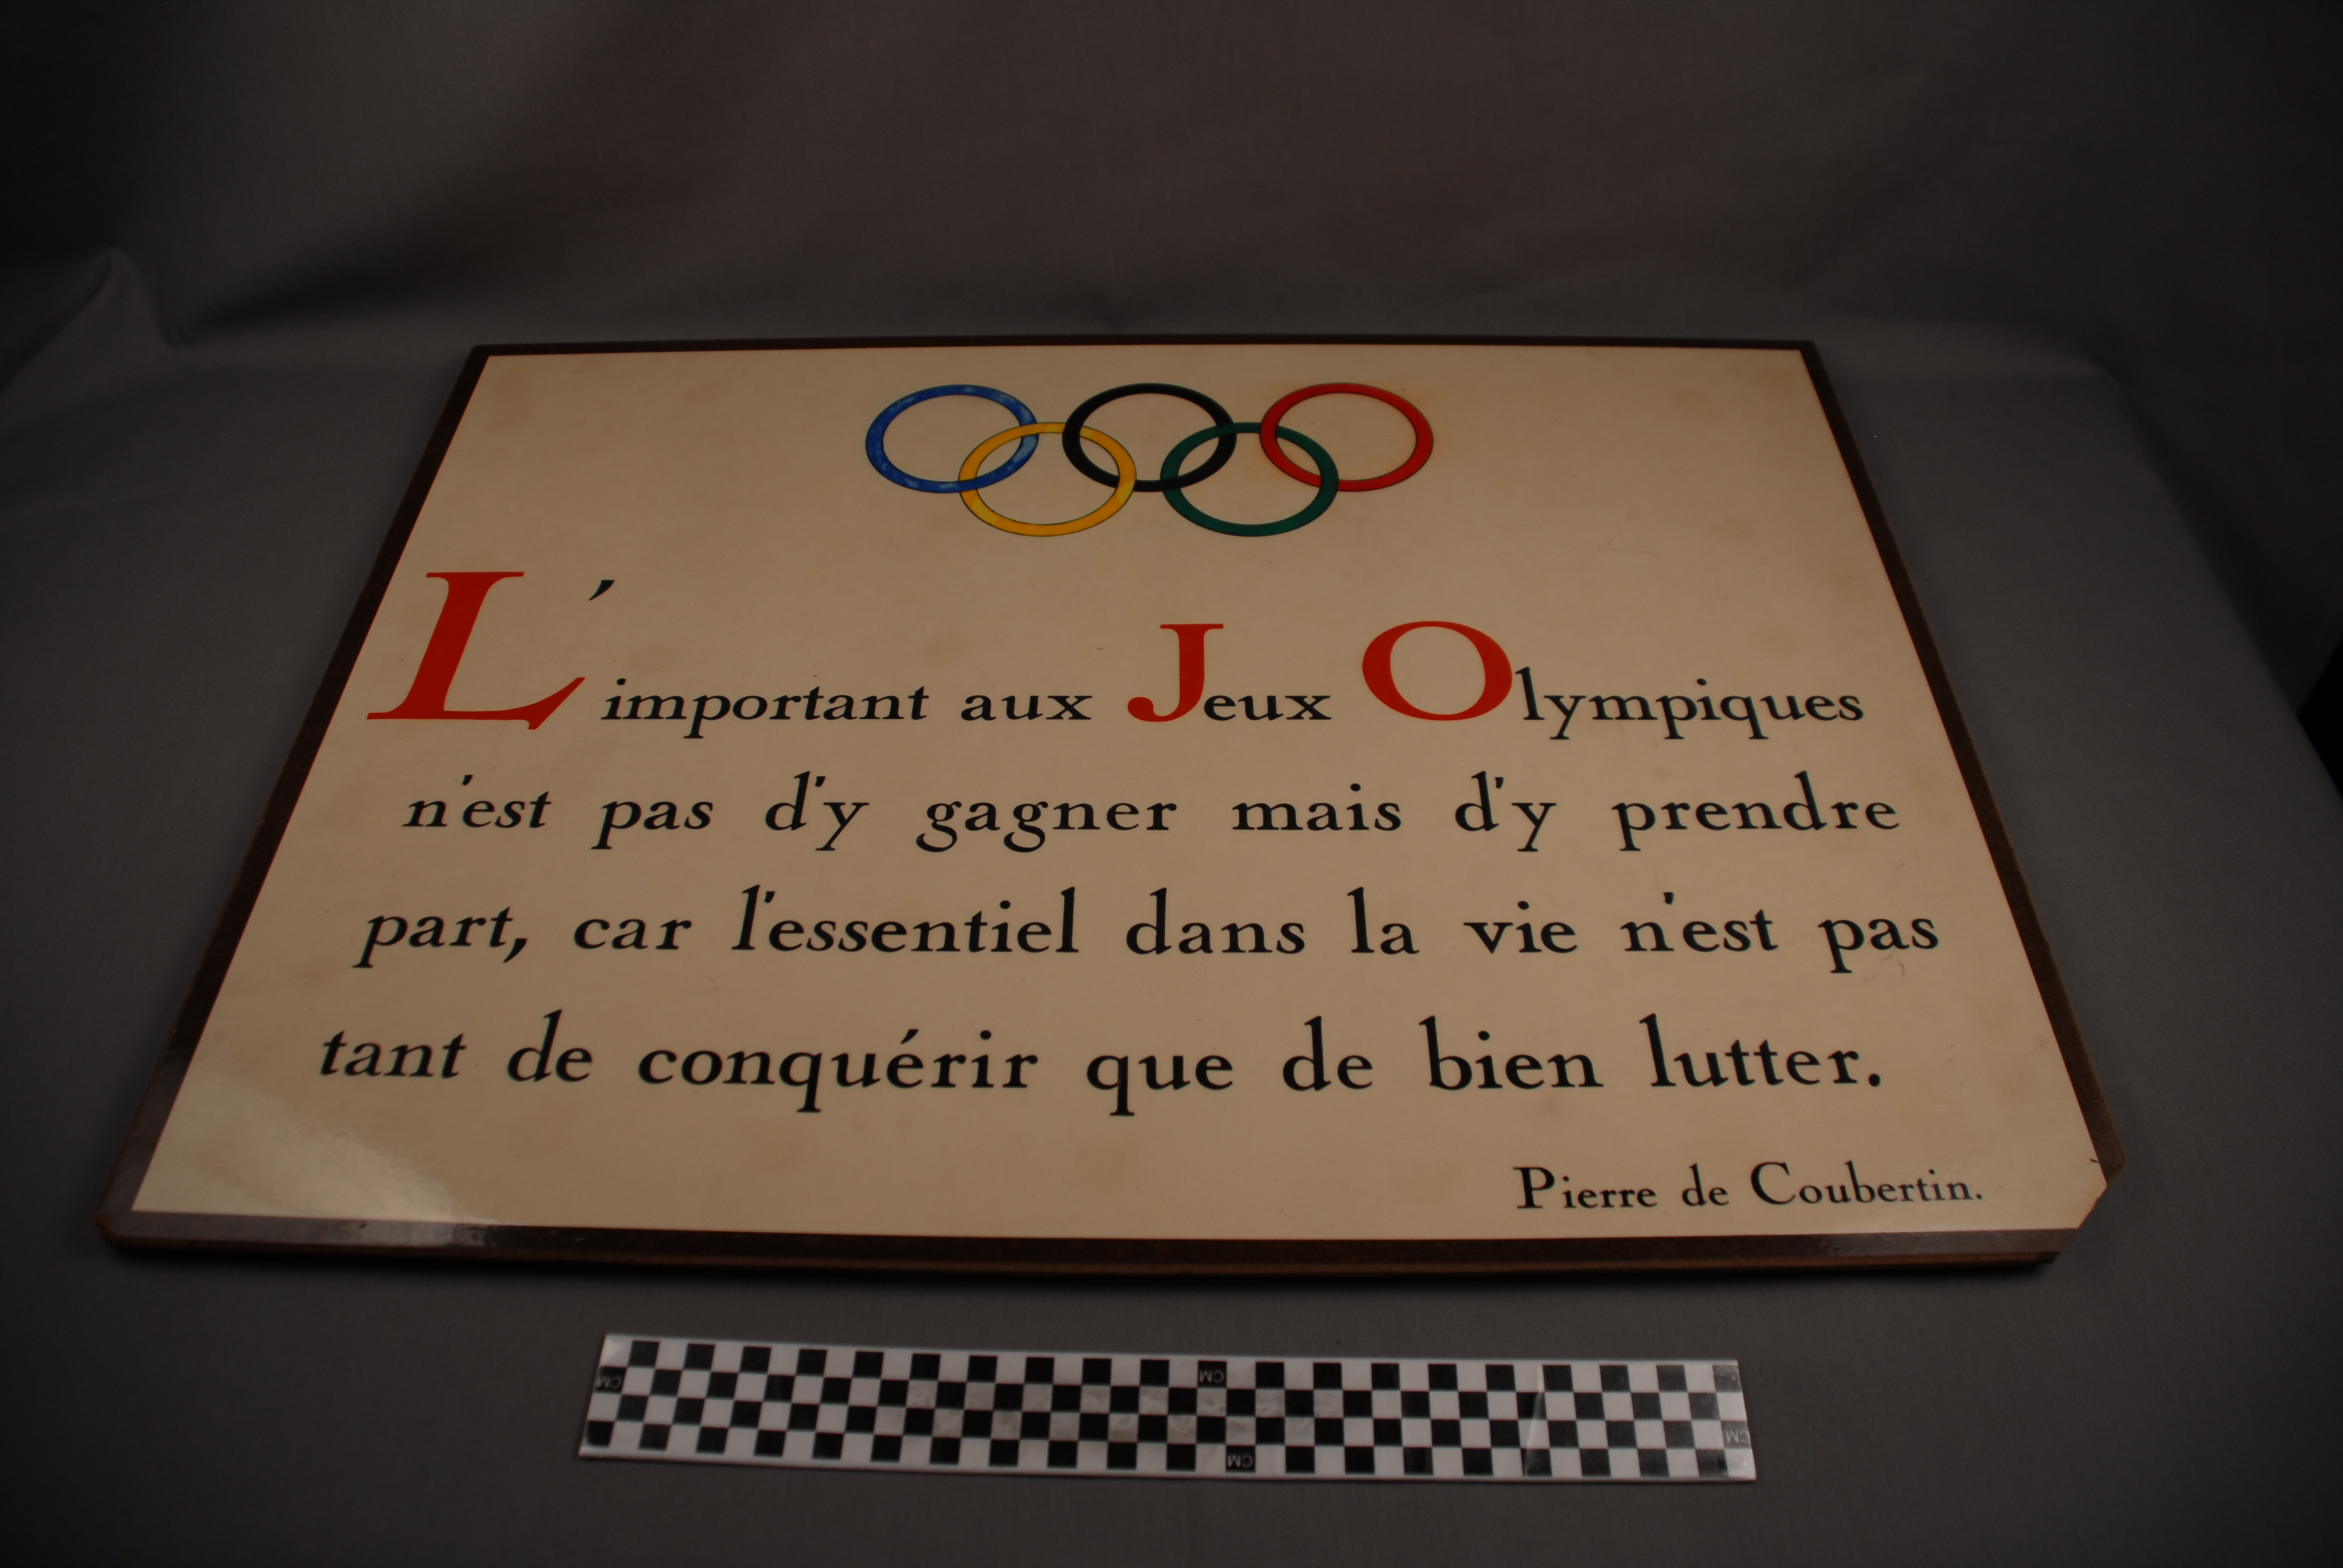 L'important aux Jeux Olympiques
n'est pas d'y gagner mais d'y prendre
part, car l'essentiel dans la vie n'est pas
tant de conquérir que de bien lutter.
Pierre de Coubertin.
CM
CM
CM
CM